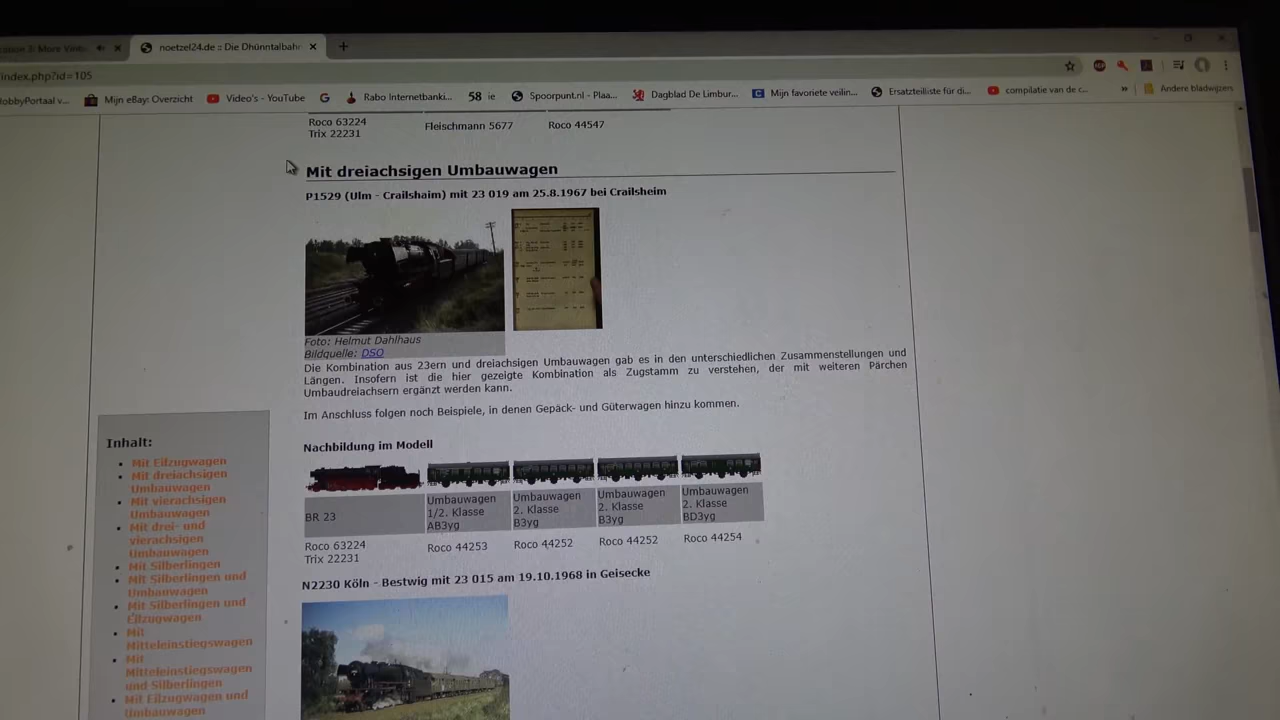 noetzel24.de :: Die Dhünntalbahn
index.php?id=105
Mijn eBay: Overzicht
Video's - YouTube
Rabo Internetbanki...
58 ie
Spoorpunt.nl - Plaa...
Dagblad De Limbur...
Mijn favoriete veilin...
Ersatzteilliste für di...
compilatie van de c...
»
Andere bladwijzers
Roco 63224
Trix 22231
Fleischmann 5677
Roco 44547
Mit dreiachsigen Umbauwagen
P1529 (Ulm - Crailshaim) mit 23 019 am 25.8.1967 bei Crailsheim
Foto: Helmut Dahlhaus
Bildquelle: DSO
Die Kombination aus 23ern und dreiachsigen Umbauwagen gab es in den unterschiedlichen Zusammenstellungen und
Längen. Insofern ist die hier gezeigte Kombination als Zugstamm zu verstehen, der mit weiteren Pärchen
Umbaudreiachsern ergänzt werden kann.
Im Anschluss folgen noch Beispiele, in denen Gepäck- und Güterwagen hinzu kommen.
Nachbildung im Modell
BR 23
Umbauwagen
1/2. Klasse
AB3yg
Umbauwagen
2. Klasse
B3yg
Umbauwagen
2. Klasse
B3yg
Umbauwagen
2. Klasse
BD3yg
Roco 63224
Trix 22231
Roco 44253
Roco 44252
Roco 44252
Roco 44254
N2230 Köln - Bestwig mit 23 015 am 19.10.1968 in Geisecke
Inhalt:
Mit Eilzugwagen
Mit dreiachsigen
Umbauwagen
Mit vierachsigen
Umbauwagen
Mit drei- und
vierachsigen
Umbauwagen
Mit Silberlingen
Mit Silberlingen und
Umbauwagen
Mit Silberlingen und
Eilzugwagen
Mit
Mitteleinstiegswagen
Mit
Mitteleinstiegswagen
und Silberlingen
Mit Eilzugwagen und
Umbauwagen